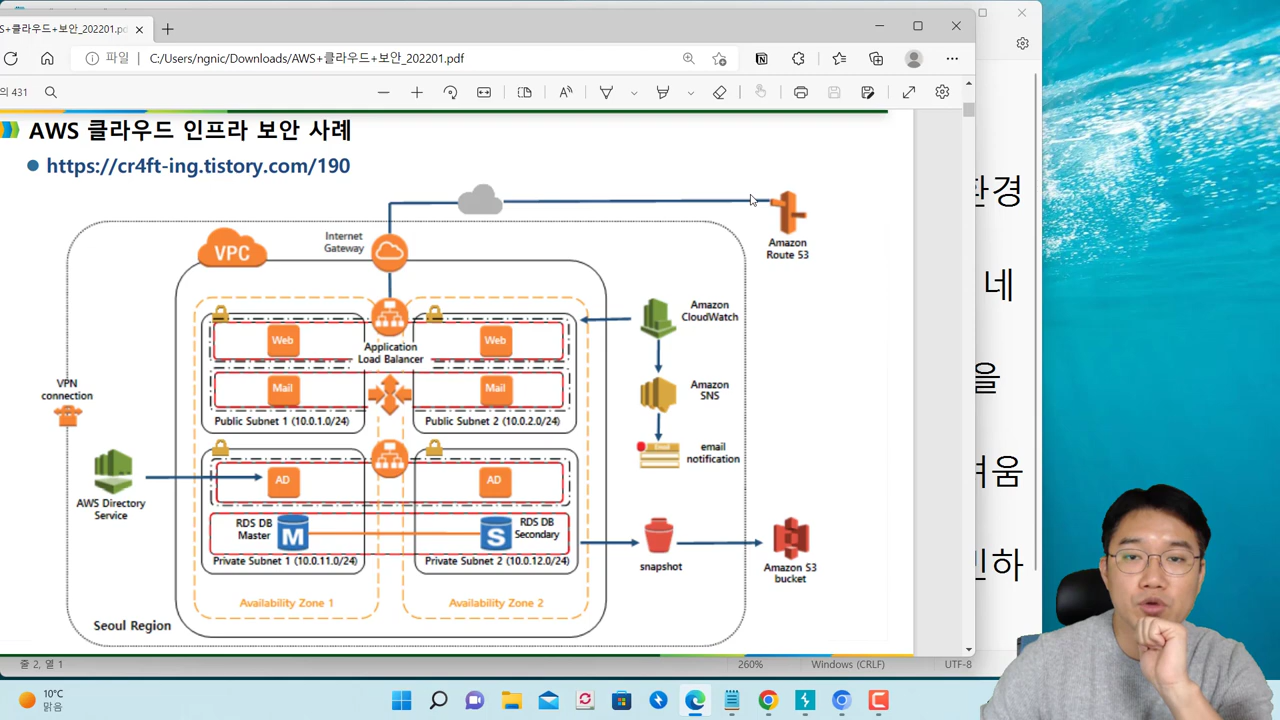 S+클라우드+보안_202201.pd
파일
C:/Users/ngnic/Downloads/AWS+클라우드+보안_202201.pdf
의 431
AWS 클라우드 인프라 보안 사례
https://cr4ft-ing.tistory.com/190
Internet
Gateway
VPC
Amazon
Route S3
Amazon
CloudWatch
Web
Web
Application
Load Balancer
Mail
Mail
Public Subnet 1 (10.0.1.0/24)
Public Subnet 2 (10.0.2.0/24)
Amazon
SNS
VPN
connection
email
notification
AD
AD
AWS Directory
Service
RDS DB
Master
M
S
RDS DB
Secondary
Private Subnet 1 (10.0.11.0/24)
Private Subnet 2 (10.0.12.0/24)
snapshot
Amazon S3
bucket
Availability Zone 1
Availability Zone 2
Seoul Region
환경
네
을
려움
민하
줄 2, 열 1
260%
Windows (CRLF)
UTF-8
10°C
맑음